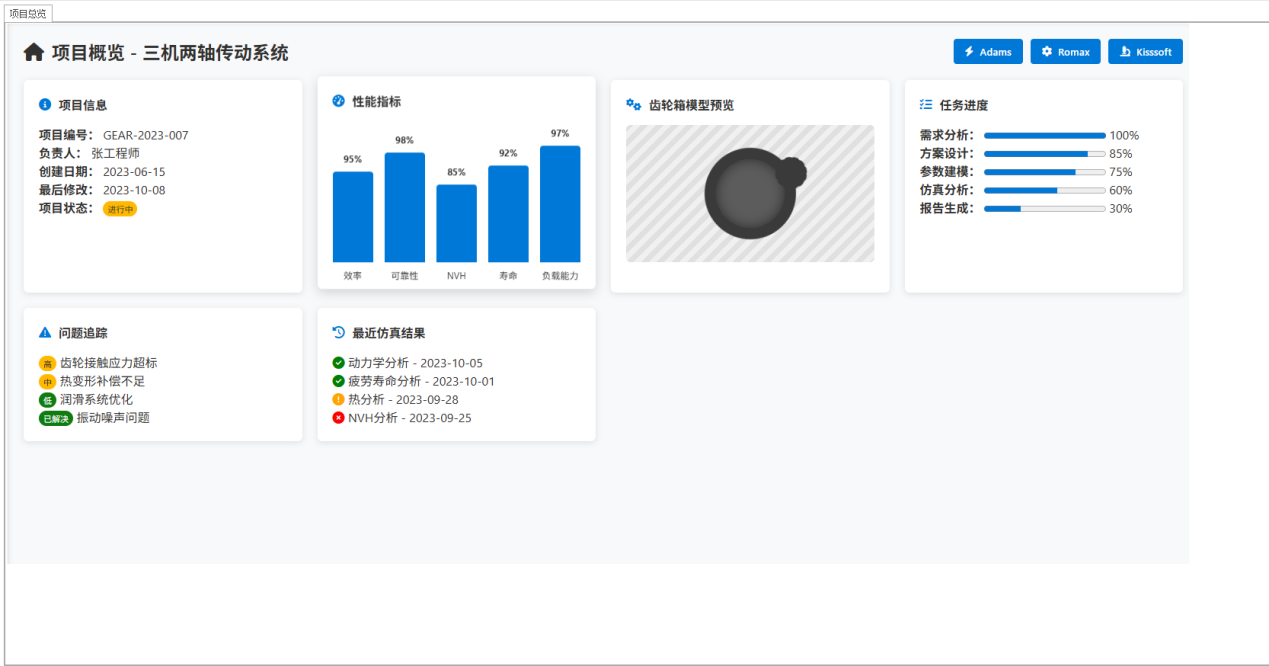 项目总览
项目概览 - 三机两轴传动系统
Adams
Romax
Kisssoft
项目信息
项目编号： GEAR-2023-007
负责人： 张工程师
创建日期： 2023-06-15
最后修改： 2023-10-08
项目状态： 进行中
性能指标
95%
98%
85%
92%
97%
效率
可靠性
NVH
寿命
负载能力
齿轮箱模型预览
任务进度
需求分析： 100%
方案设计： 85%
参数建模： 75%
仿真分析： 60%
报告生成： 30%
问题追踪
高 齿轮接触应力超标
中 热变形补偿不足
低 润滑系统优化
已解决 振动噪声问题
最近仿真结果
动力学分析 - 2023-10-05
疲劳寿命分析 - 2023-10-01
热分析 - 2023-09-28
NVH分析 - 2023-09-25